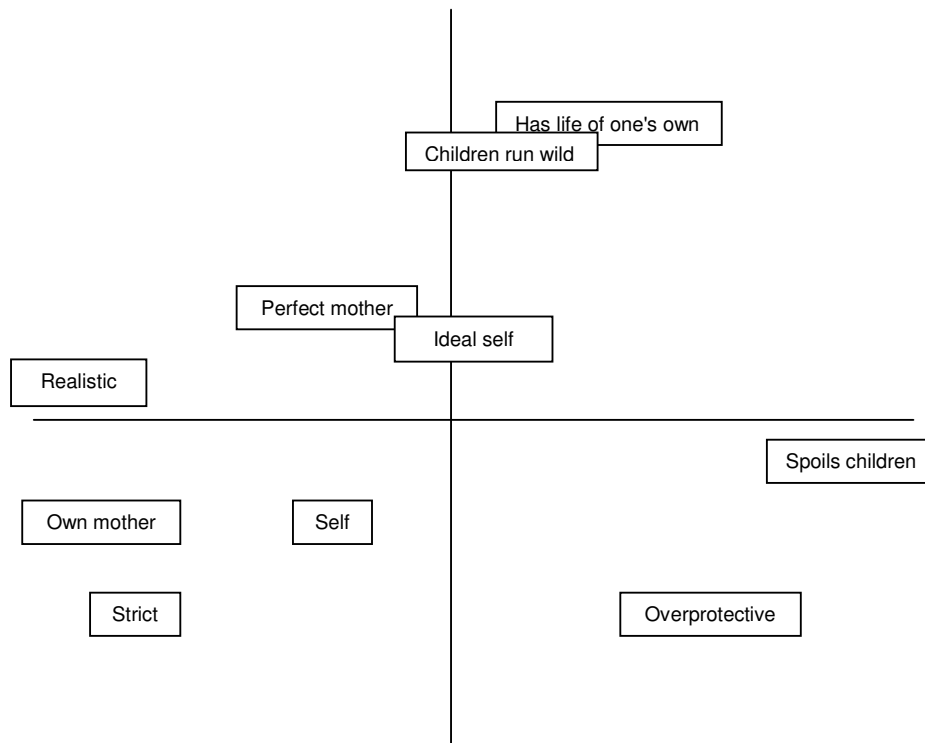 Has life of one's own
Children run wild
Perfect mother
Ideal self
Realistic
Spoils children
Own mother
Self
Strict
Overprotective